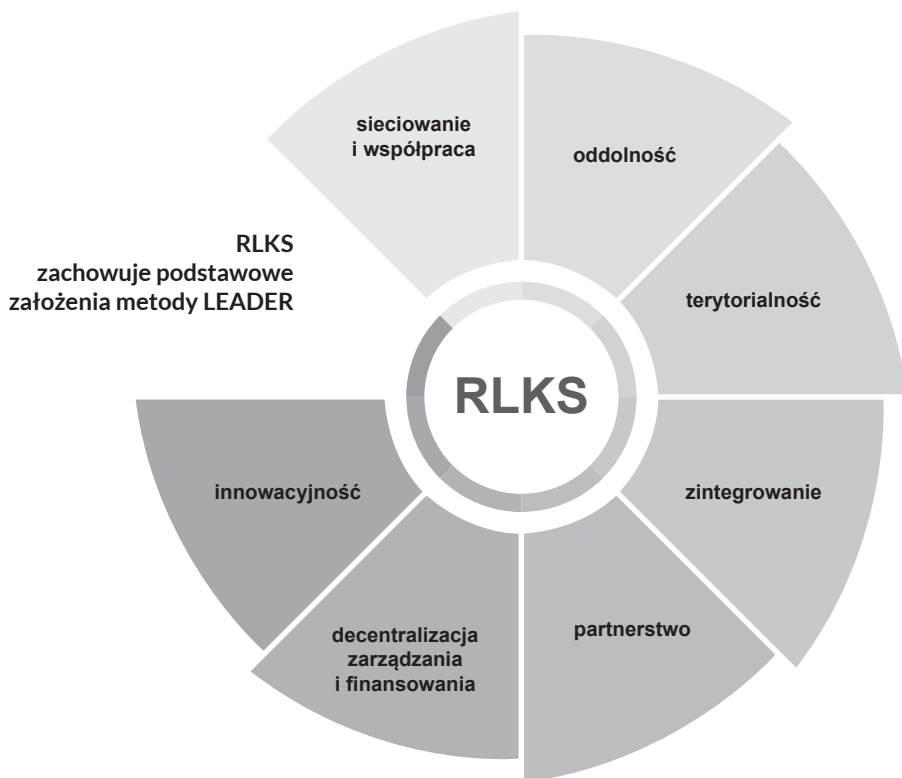 sieciowanie
i współpraca
oddolność
RLKS
zachowuje podstawowe
założenia metody LEADER
terytorialność
RLKS
innowacyjność
zintegrowanie
decentralizacja
zarządzania
i finansowania
partnerstwo